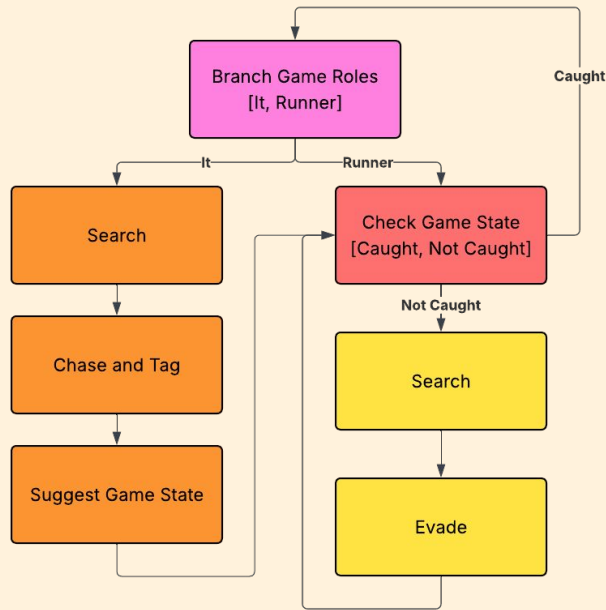 Branch Game Roles
[It, Runner]
Caught
It
Runner
Search
Check Game State
[Caught, Not Caught]
Not Caught
Chase and Tag
Search
Suggest Game State
Evade